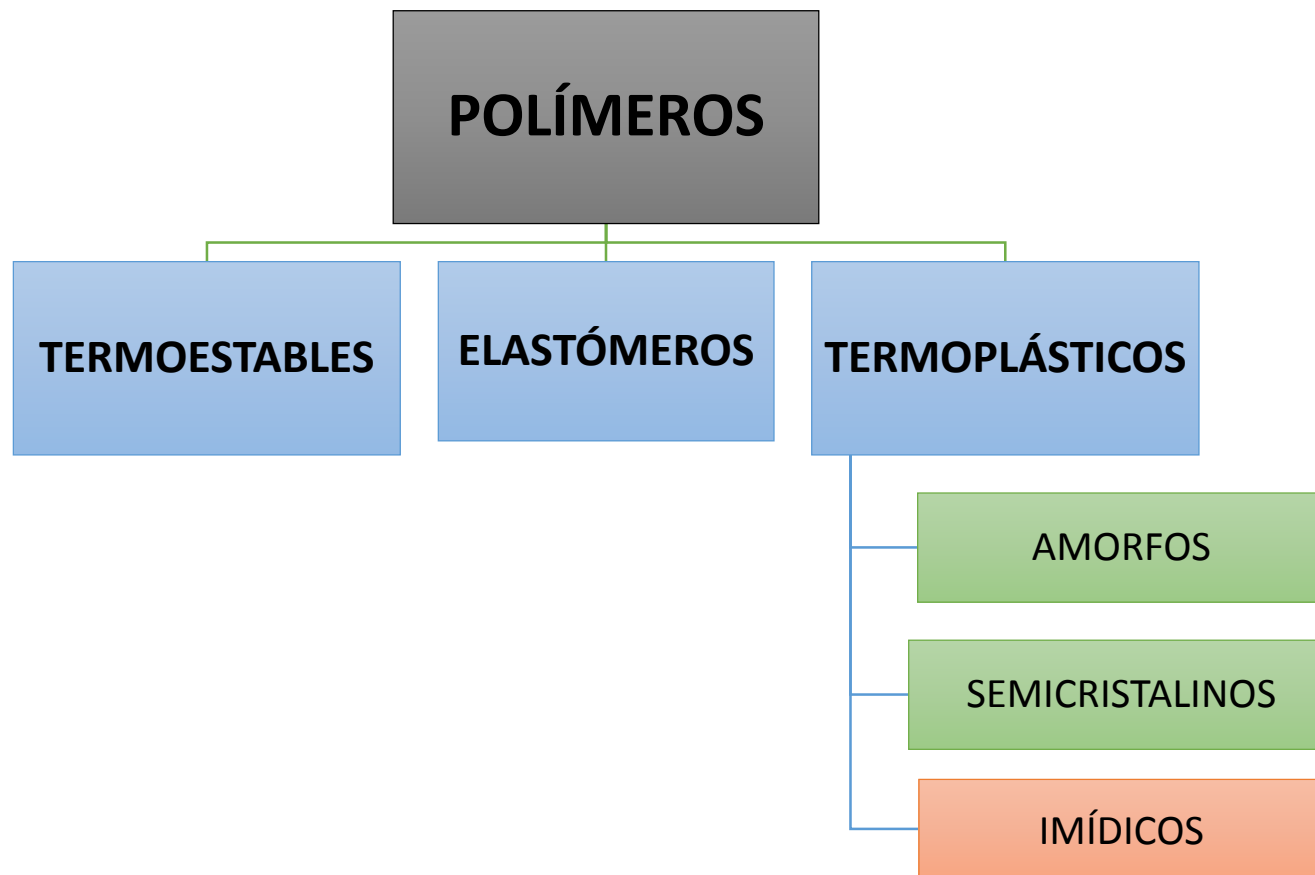 POLÍMEROS
TERMOESTABLES
ELASTÓMEROS
TERMOPLÁSTICOS
AMORFOS
SEMICRISTALINOS
IMÍDICOS